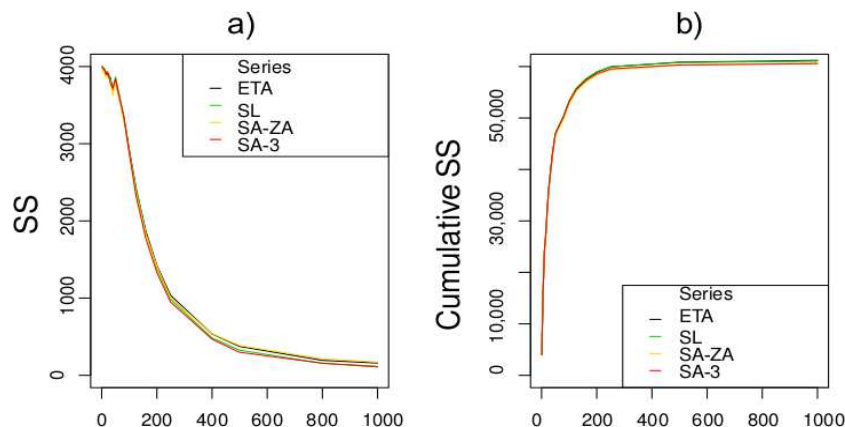 a)
SS
4000
3000
2000
1000
0
Series
ETA
SL
SA-ZA
SA-3
0 200 400 600 800 1000
b)
Cumulative SS
50,000
30,000
10,000
0
Series
ETA
SL
SA-ZA
SA-3
0 200 400 600 800 1000